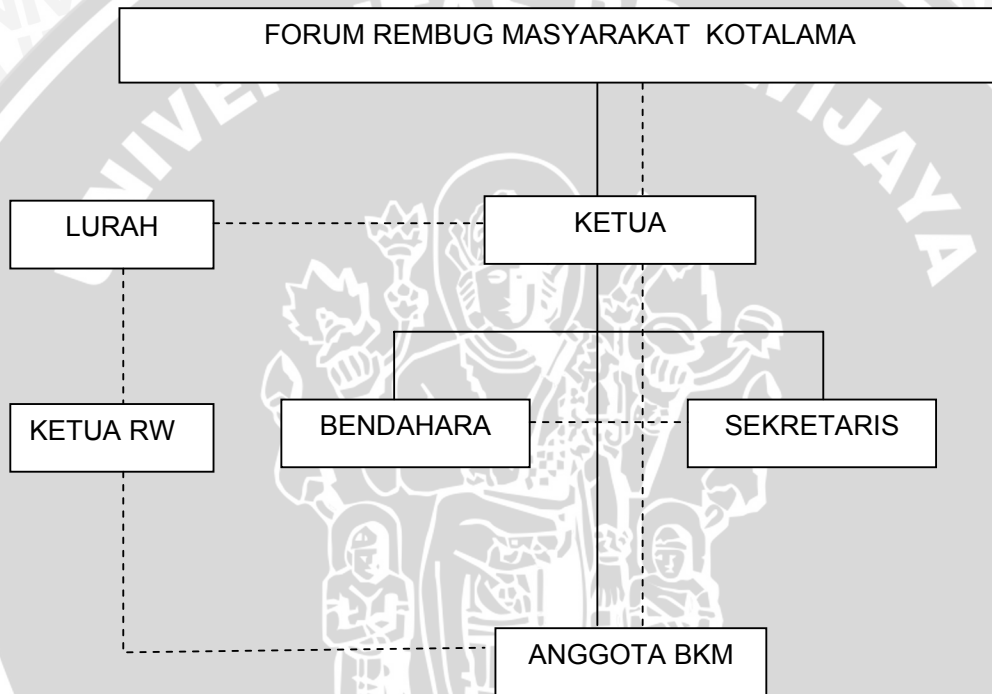 FORUM REMBUG MASYARAKAT KOTALAMA
LURAH
KETUA
KETUA RW
BENDAHARA
SEKRETARIS
ANGGOTA BKM